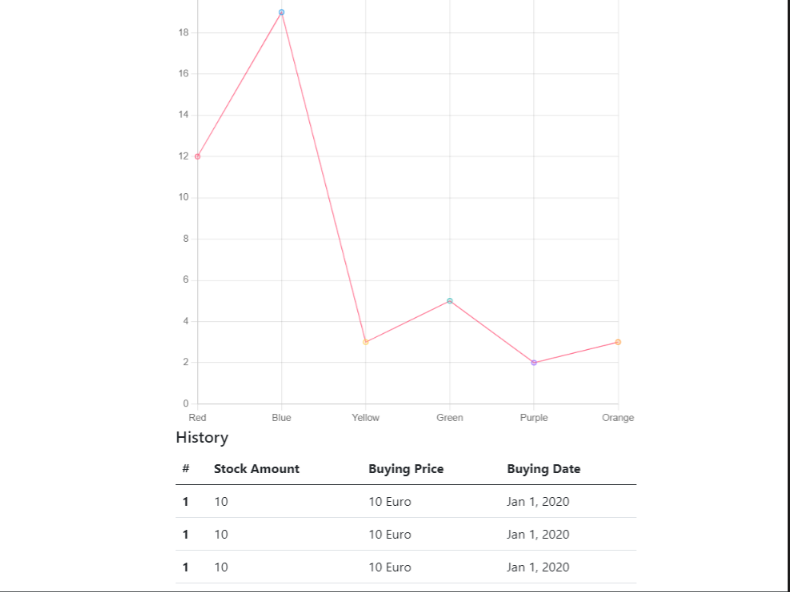 18
16
14
12
10
8
6
4
2
0
Red Blue Yellow Green Purple Orange
History
# Stock Amount Buying Price Buying Date
1 10 10 Euro Jan 1, 2020
1 10 10 Euro Jan 1, 2020
1 10 10 Euro Jan 1, 2020